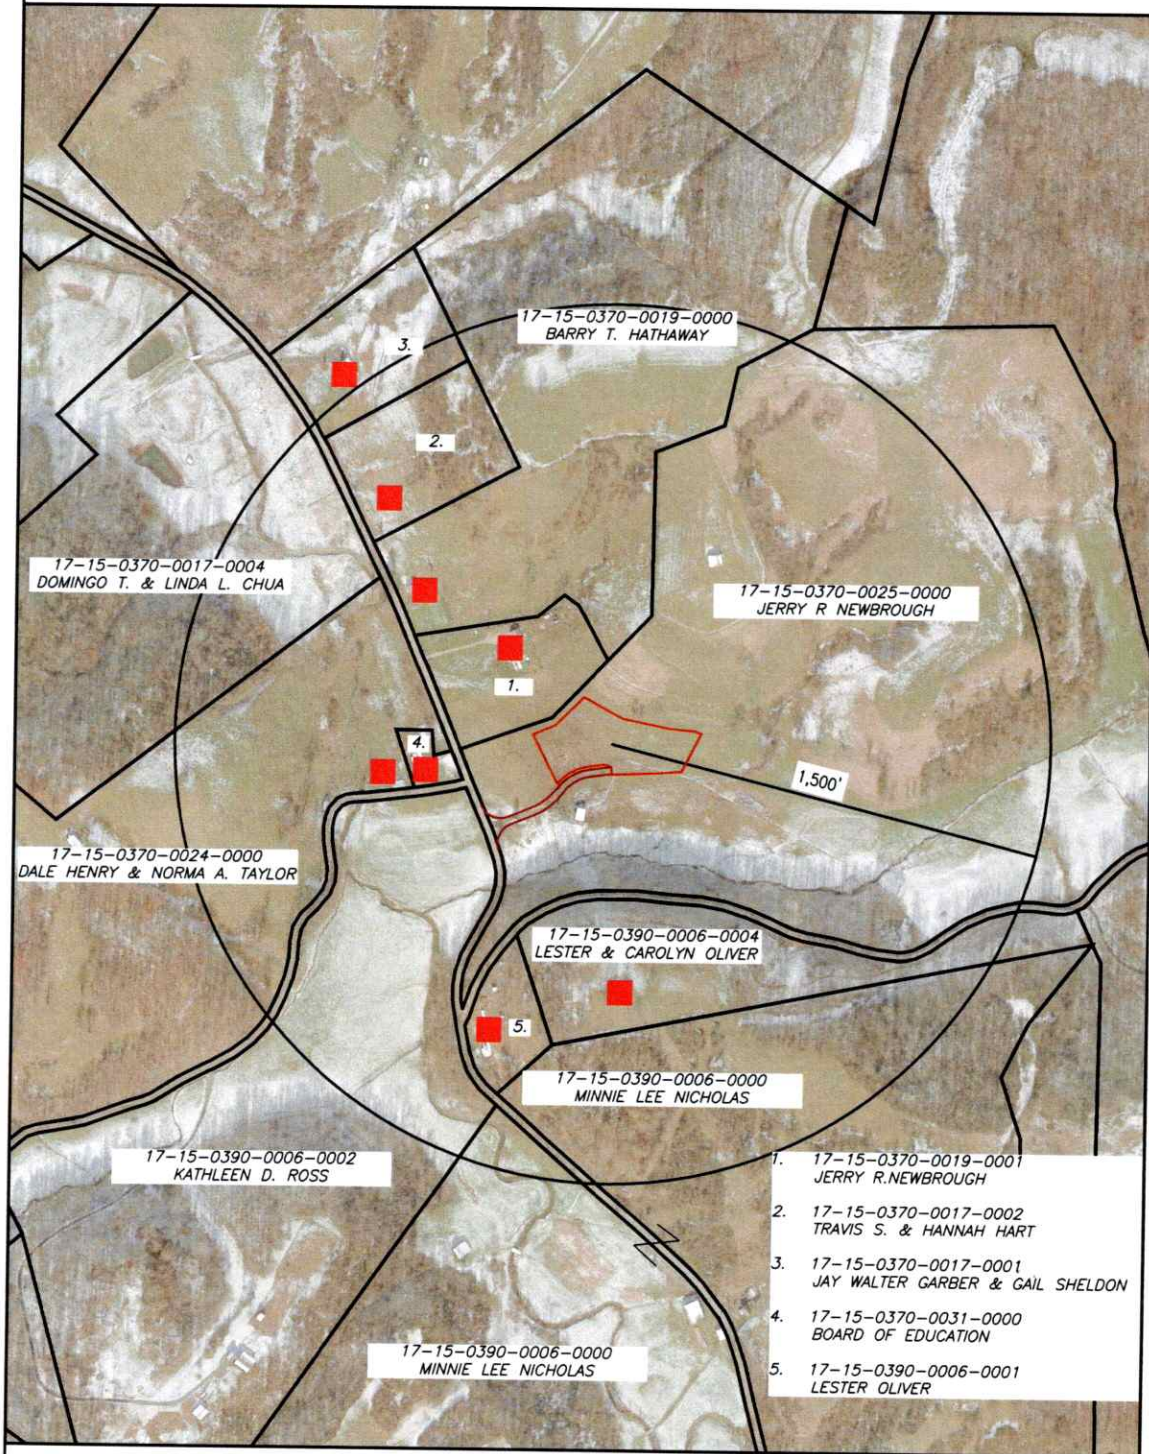 17-15-0370-0019-0000
BARRY T. HATHAWAY
3.
2.
17-15-0370-0017-0004
DOMINGO T. & LINDA L. CHUA
17-15-0370-0025-0000
JERRY R NEWBROUGH
1.
4.
1,500'
17-15-0370-0024-0000
DALE HENRY & NORMA A. TAYLOR
17-15-0390-0006-0004
LESTER & CAROLYN OLIVER
5.
17-15-0390-0006-0000
MINNIE LEE NICHOLAS
17-15-0390-0006-0002
KATHLEEN D. ROSS
1. 17-15-0370-0019-0001
JERRY R.NEWBROUGH
2. 17-15-0370-0017-0002
TRAVIS S. & HANNAH HART
3. 17-15-0370-0017-0001
JAY WALTER GARBER & GAIL SHELDON
4. 17-15-0370-0031-0000
BOARD OF EDUCATION
5. 17-15-0390-0006-0001
LESTER OLIVER
17-15-0390-0006-0000
MINNIE LEE NICHOLAS